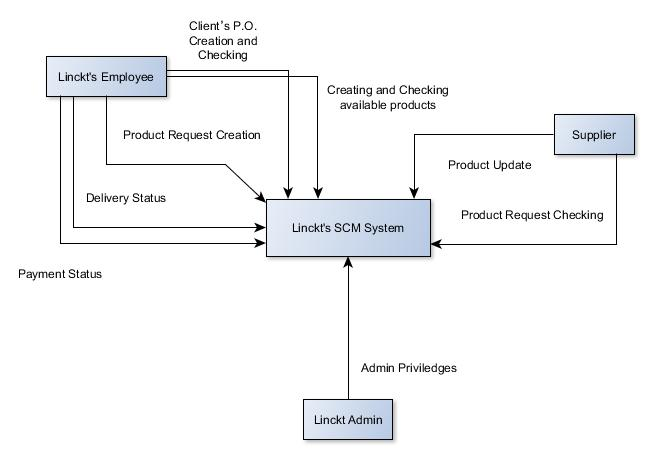 Client's P.O.
Creation and
Checking
Linckt's Employee
Creating and Checking
available products
Product Request Creation
Supplier
Product Update
Delivery Status
Product Request Checking
Linckt's SCM System
Payment Status
Admin Priviledges
Linckt Admin